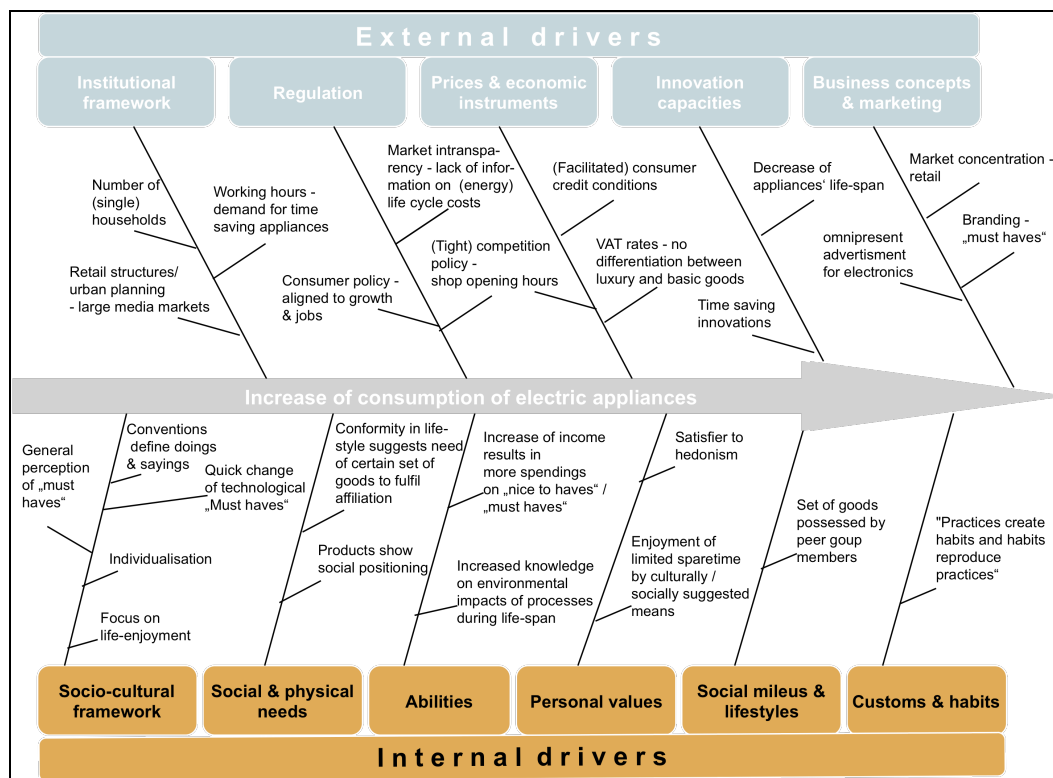 External drivers
Institutional
framework
Regulation
Prices & economic
instruments
Innovation
capacities
Business concepts
& marketing
Number of
(single)
households
Working hours -
demand for time
saving appliances
Retail structures/
urban planning
- large media markets
Market intranspa-
rency - lack of infor-
mation on (energy)
life cycle costs
Consumer policy -
aligned to growth
& jobs
(Tight) competition
policy -
shop opening hours
(Facilitated) consumer
credit conditions
VAT rates - no
differentiation between
luxury and basic goods
Decrease of
appliances‘ life-span
Time saving
innovations
Market concentration -
retail
Branding -
„must haves“
omnipresent
advertisment
for electronics
Increase of consumption of electric appliances
General
perception
of „must
haves“
Conventions
define doings
& sayings
Quick change
of technological
„Must haves“
Individualisation
Focus on
life-enjoyment
Conformity in life-
style suggests need
of certain set of
goods to fulfil
affiliation
Products show
social positioning
Increase of income
results in
more spendings
on „nice to haves“ /
„must haves“
Increased knowledge
on environmental
impacts of processes
during life-span
Satisfier to
hedonism
Enjoyment of
limited sparetime
by culturally /
socially suggested
means
Set of goods
possessed by
peer goup
members
"Practices create
habits and habits
reproduce
practices“
Socio-cultural
framework
Social & physical
needs
Abilities
Personal values
Social mileus &
lifestyles
Customs & habits
Internal drivers